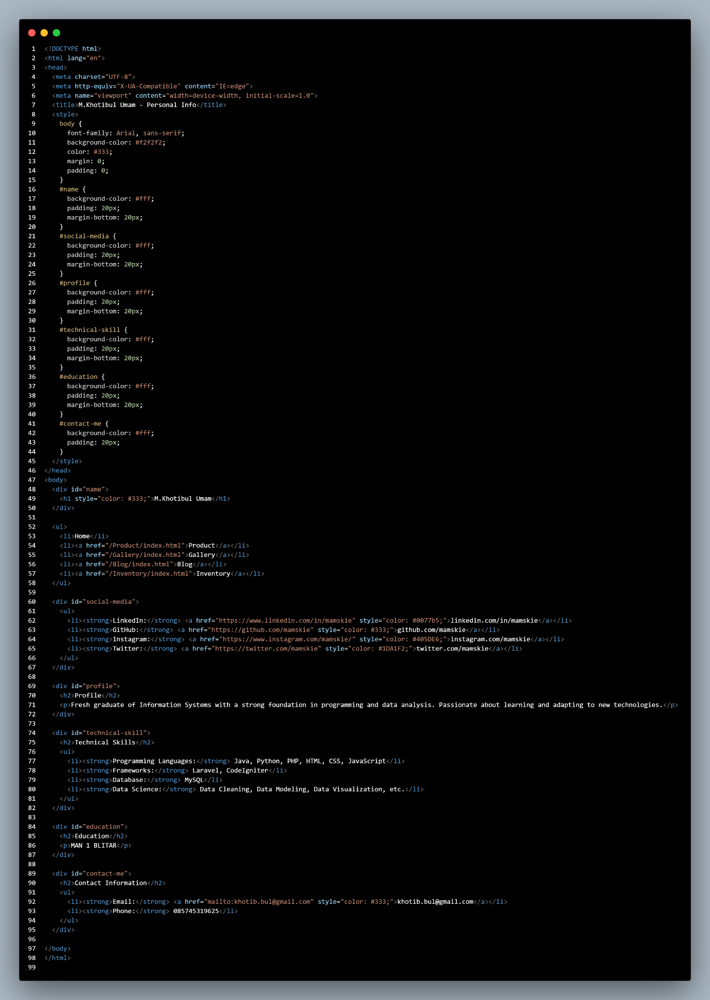 1 <!DOCTYPE html>
2 <html lang="en">
3 <head>
4   <meta charset="UTF-8">
5   <meta http-equiv="X-UA-Compatible" content="IE=edge">
6   <meta name="viewport" content="width=device-width, initial-scale=1.0">
7   <title>M.Khotibul Umam - Personal Info</title>
8   <style>
9     body {
10       font-family: Arial, sans-serif;
11       background-color: #f2f2f2;
12       color: #333;
13       margin: 0;
14       padding: 0;
15     }
16     #name {
17       background-color: #fff;
18       padding: 20px;
19       margin-bottom: 20px;
20     }
21     #social-media {
22       background-color: #fff;
23       padding: 20px;
24       margin-bottom: 20px;
25     }
26     #profile {
27       background-color: #fff;
28       padding: 20px;
29       margin-bottom: 20px;
30     }
31     #technical-skill {
32       background-color: #fff;
33       padding: 20px;
34       margin-bottom: 20px;
35     }
36     #education {
37       background-color: #fff;
38       padding: 20px;
39       margin-bottom: 20px;
40     }
41     #contact-me {
42       background-color: #fff;
43       padding: 20px;
44     }
45   </style>
46 </head>
47 <body>
48   <div id="name">
49     <h1 style="color: #333;">M.Khotibul Umam</h1>
50   </div>
51
52   <ul>
53     <li>Home</li>
54     <li><a href="/Product/index.html">Product</a></li>
55     <li><a href="/Gallery/index.html">Gallery</a></li>
56     <li><a href="/Blog/index.html">Blog</a></li>
57     <li><a href="/Inventory/index.html">Inventory</a></li>
58   </ul>
59
60   <div id="social-media">
61     <ul>
62       <li><strong>LinkedIn:</strong> <a href="https://www.linkedin.com/in/mamskie" style="color: #0077b5;">linkedin.com/in/mamskie</a></li>
63       <li><strong>GitHub:</strong> <a href="https://github.com/mamskie" style="color: #333;">github.com/mamskie</a></li>
64       <li><strong>Instagram:</strong> <a href="https://www.instagram.com/mamskie/" style="color: #405DE6;">instagram.com/mamskie</a></li>
65       <li><strong>Twitter:</strong> <a href="https://twitter.com/mamskie" style="color: #1DA1F2;">twitter.com/mamskie</a></li>
66     </ul>
67   </div>
68
69   <div id="profile">
70     <h2>Profile</h2>
71     <p>Fresh graduate of Information Systems with a strong foundation in programming and data analysis. Passionate about learning and adapting to new technologies.</p>
72   </div>
73
74   <div id="technical-skill">
75     <h2>Technical Skills</h2>
76     <ul>
77       <li><strong>Programming Languages:</strong> Java, Python, PHP, HTML, CSS, JavaScript</li>
78       <li><strong>Frameworks:</strong> Laravel, CodeIgniter</li>
79       <li><strong>Database:</strong> MySQL</li>
80       <li><strong>Data Science:</strong> Data Cleaning, Data Modeling, Data Visualization, etc.</li>
81     </ul>
82   </div>
83
84   <div id="education">
85     <h2>Education</h2>
86     <p>MAN 1 BLITAR</p>
87   </div>
88
89   <div id="contact-me">
90     <h2>Contact Information</h2>
91     <ul>
92       <li><strong>Email:</strong> <a href="mailto:khotib.bul@gmail.com" style="color: #333;">khotib.bul@gmail.com</a></li>
93       <li><strong>Phone:</strong> 085745319625</li>
94     </ul>
95   </div>
96
97 </body>
98 </html>
99